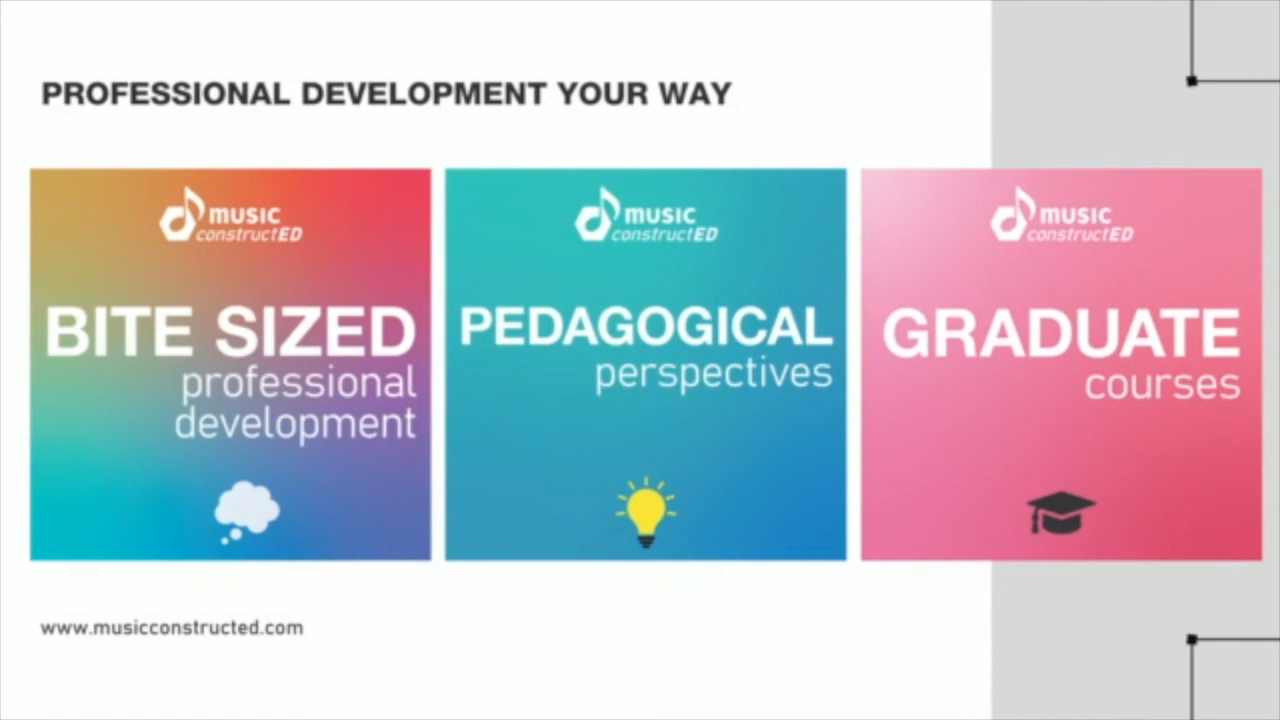 PROFESSIONAL DEVELOPMENT YOUR WAY
MUSIC
constructED
BITE SIZED
professional
development
MUSIC
constructED
PEDAGOGICAL
perspectives
MUSIC
constructED
GRADUATE
courses
www.musicconstructed.com